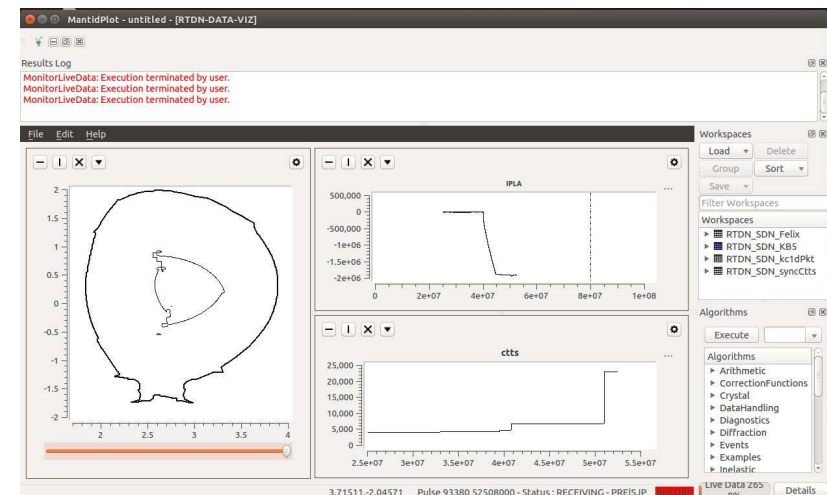 MantidPlot - untitled - [RTDN-DATA-VIZ]
Results Log
MonitorLiveData: Execution terminated by user.
MonitorLiveData: Execution terminated by user.
MonitorLiveData: Execution terminated by user.
File Edit Help
2
1.5
1
0.5
0
-0.5
-1
-1.5
-2
2 2.5 3 3.5 4
IPLA
...
500,000
0
-500,000
-1e+06
-1.5e+06
-2e+06
0 2e+07 4e+07 6e+07 8e+07 1e+08
ctts
...
25,000
20,000
15,000
10,000
5,000
0
2.5e+07 3e+07 3.5e+07 4e+07 4.5e+07 5e+07 5.5e+07
Workspaces
Load Delete
Group Sort
Save
Filter Workspaces
Workspaces
RTDN_SDN_Felix
RTDN_SDN_KB5
RTDN_SDN_kc1dPkt
RTDN_SDN_syncCtts
Algorithms
Execute
Algorithms
Arithmetic
CorrectionFunctions
Crystal
DataHandling
Diagnostics
Diffraction
Events
Examples
Inelastic
3.71511,-2.04571 Pulse 93380 52508000 - Status : RECEIVING - PRE|S.IP
Live Data 265
0%
Details